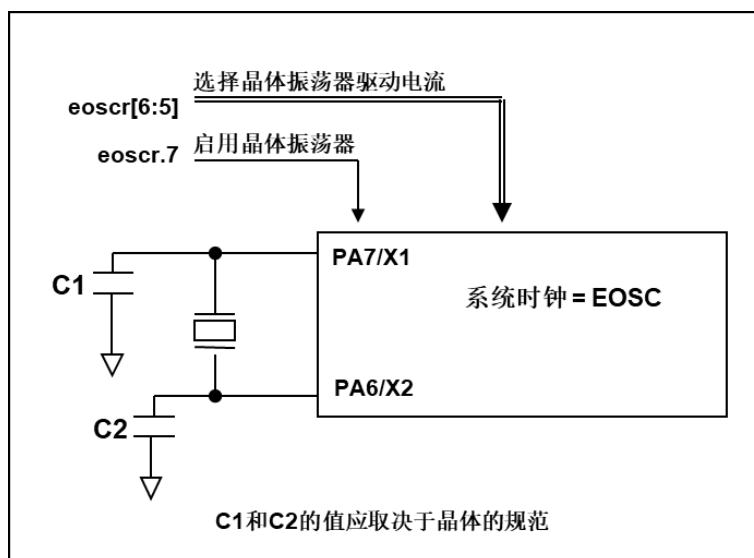 选择晶体振荡器驱动电流
eoscr[6:5]
启用晶体振荡器
eoscr.7
PA7/X1
C1
系统时钟 = EOSC
PA6/X2
C2
C1和C2的值应取决于晶体的规范